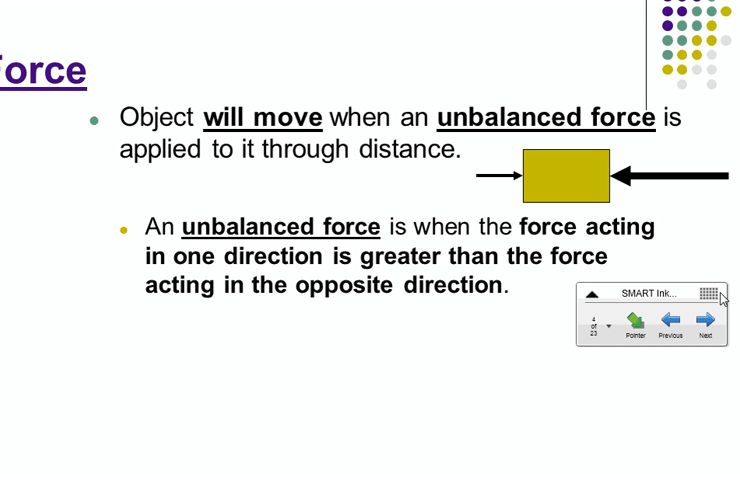 Force
Object will move when an unbalanced force is
applied to it through distance.
An unbalanced force is when the force acting
in one direction is greater than the force
acting in the opposite direction.
SMART Ink...
4
of
23
Pointer Previous Next